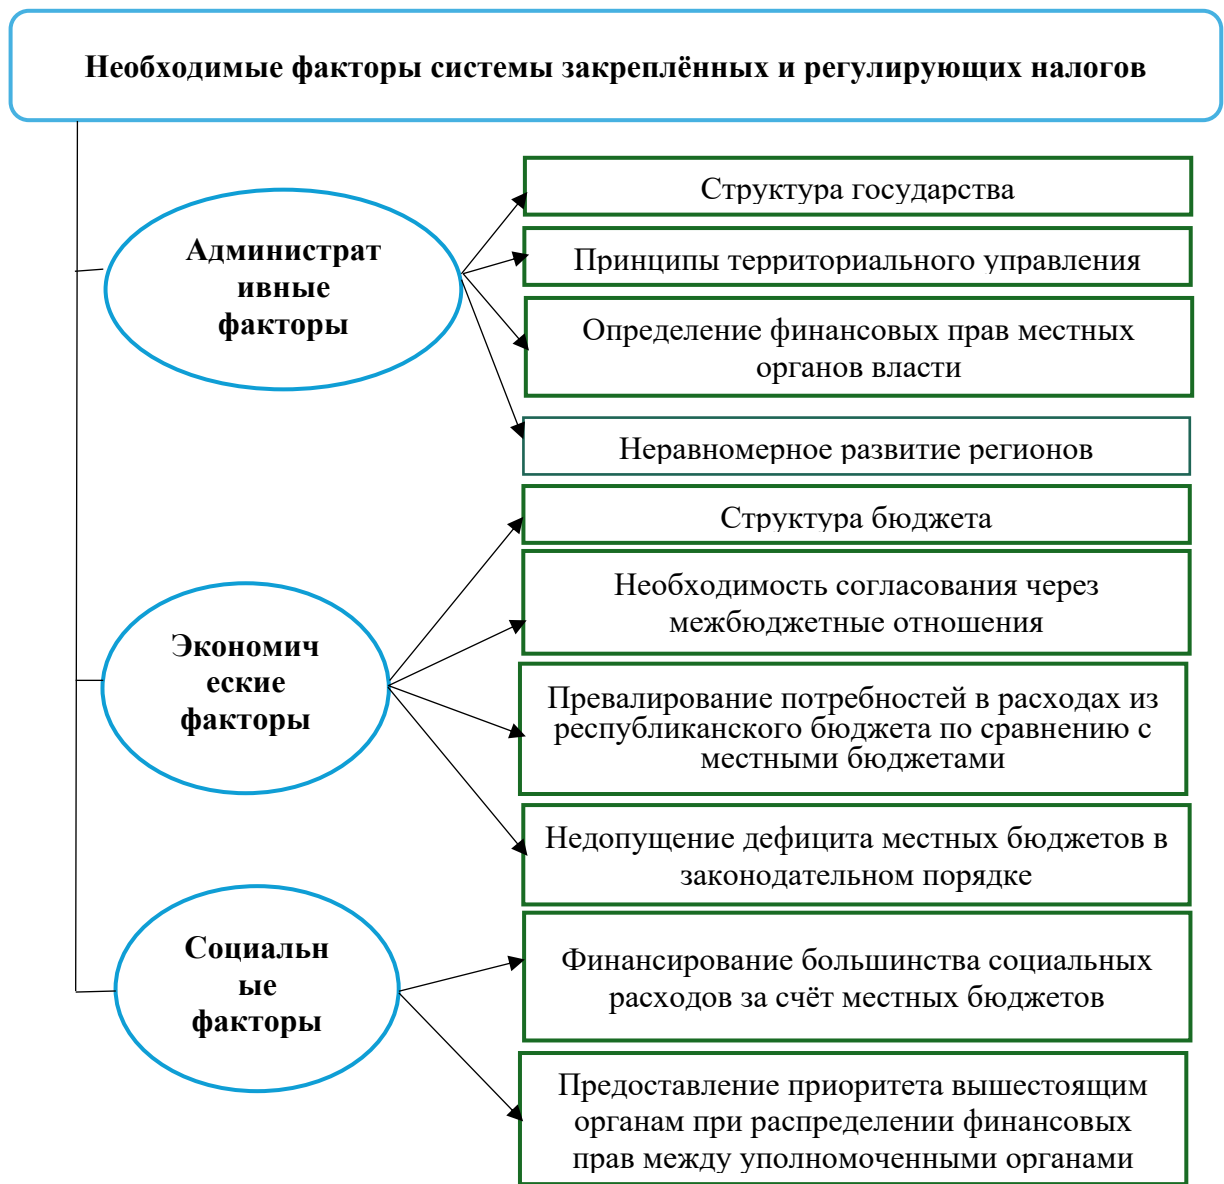 Необходимые факторы системы закреплённых и регулирующих налогов
Администрат
ивные
факторы
Структура государства
Принципы территориального управления
Определение финансовых прав местных
органов власти
Неравномерное развитие регионов
Экономич
еские
факторы
Структура бюджета
Необходимость согласования через
межбюджетные отношения
Превалирование потребностей в расходах из
республиканского бюджета по сравнению с
местными бюджетами
Недопущение дефицита местных бюджетов в
законодательном порядке
Социальн
ые
факторы
Финансирование большинства социальных
расходов за счёт местных бюджетов
Предоставление приоритета вышестоящим
органам при распределении финансовых
прав между уполномоченными органами